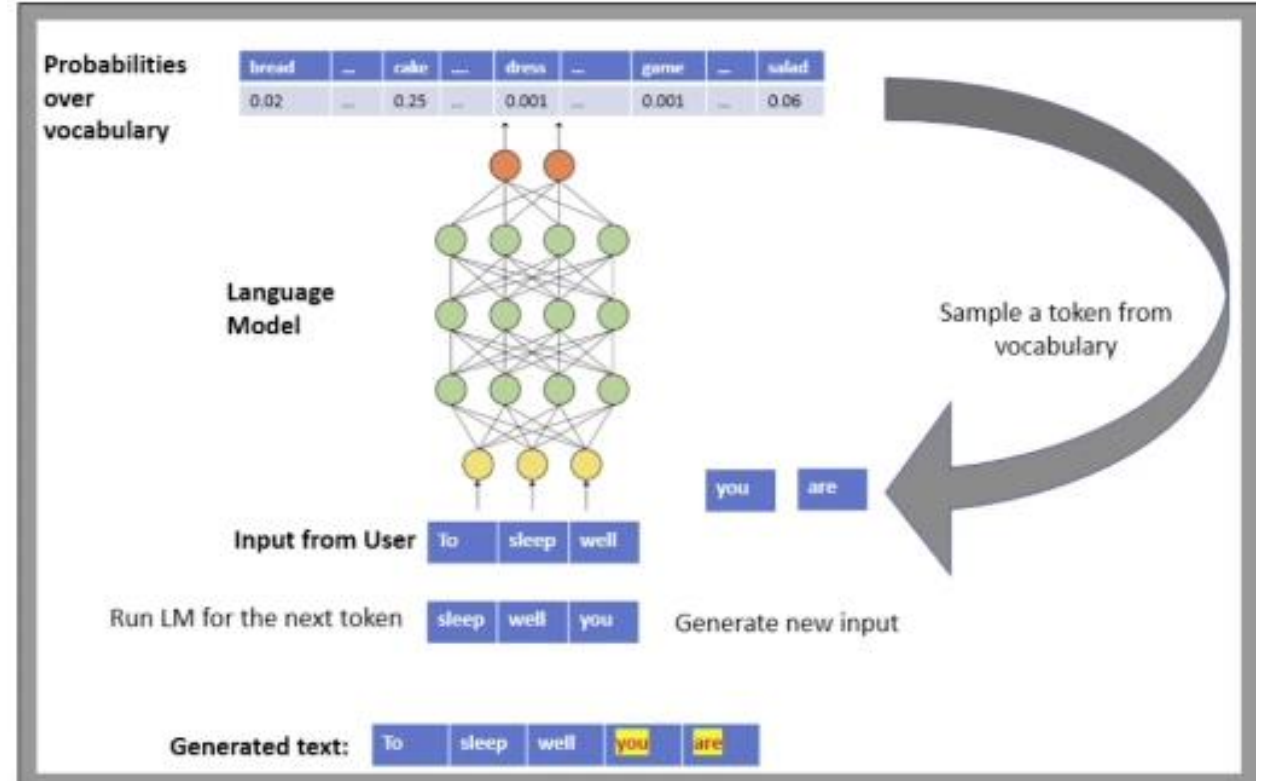 Probabilities
over
vocabulary
bread ... cake .... dress ... game ... salad
0.02 ... 0.25 ... 0.001 ... 0.001 ... 0.06
Language
Model
Sample a token from
vocabulary
you are
Input from User To sleep well
Run LM for the next token sleep well you Generate new input
Generated text: To sleep well you are